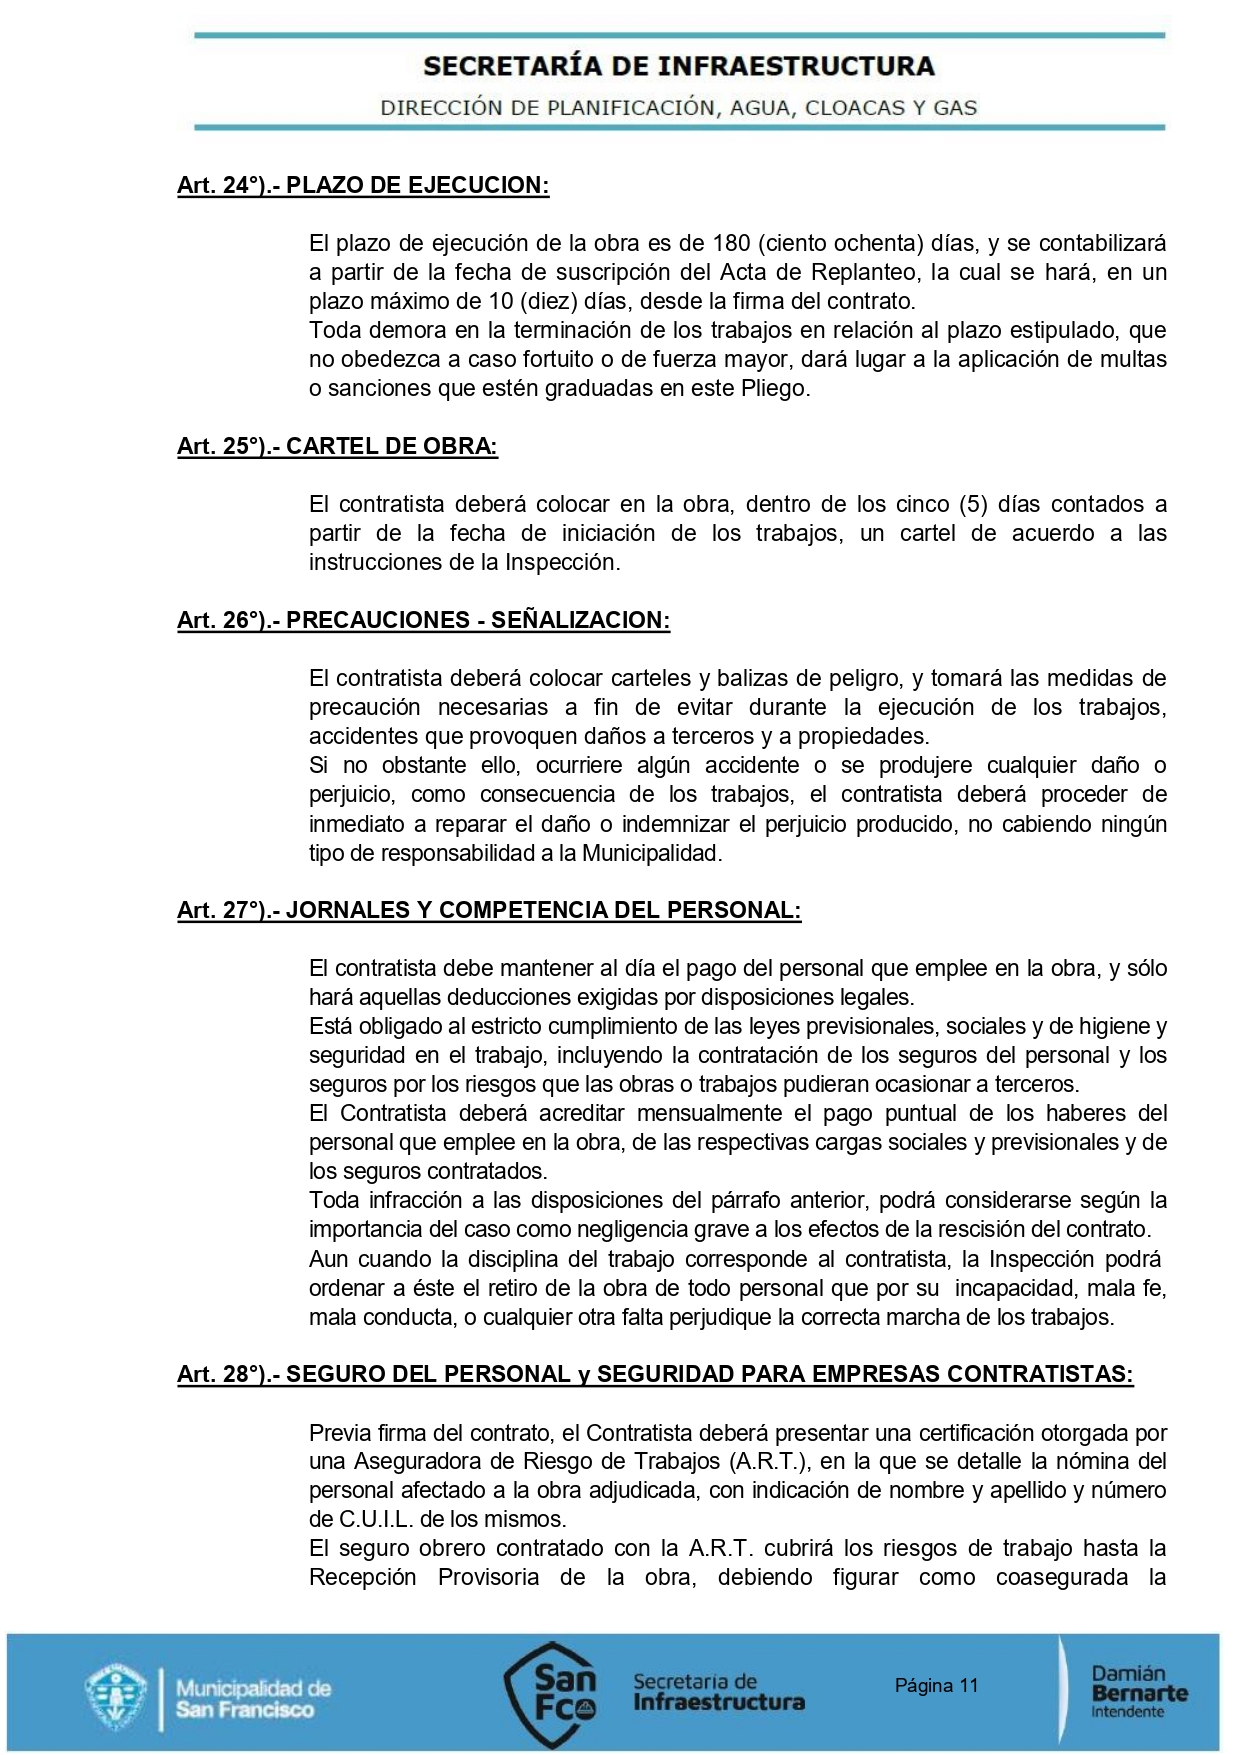 SECRETARÍA DE INFRAESTRUCTURA
DIRECCIÓN DE PLANIFICACIÓN, AGUA, CLOACAS Y GAS
Art. 24°).- PLAZO DE EJECUCION:
El plazo de ejecución de la obra es de 180 (ciento ochenta) días, y se contabilizará
a partir de la fecha de suscripción del Acta de Replanteo, la cual se hará, en un
plazo máximo de 10 (diez) días, desde la firma del contrato.
Toda demora en la terminación de los trabajos en relación al plazo estipulado, que
no obedezca a caso fortuito o de fuerza mayor, dará lugar a la aplicación de multas
o sanciones que estén graduadas en este Pliego.
Art. 25°).- CARTEL DE OBRA:
El contratista deberá colocar en la obra, dentro de los cinco (5) días contados a
partir de la fecha de iniciación de los trabajos, un cartel de acuerdo a las
instrucciones de la Inspección.
Art. 26°).- PRECAUCIONES - SEÑALIZACION:
El contratista deberá colocar carteles y balizas de peligro, y tomará las medidas de
precaución necesarias a fin de evitar durante la ejecución de los trabajos,
accidentes que provoquen daños a terceros y a propiedades.
Si no obstante ello, ocurriere algún accidente o se produjere cualquier daño o
perjuicio, como consecuencia de los trabajos, el contratista deberá proceder de
inmediato a reparar el daño o indemnizar el perjuicio producido, no cabiendo ningún
tipo de responsabilidad a la Municipalidad.
Art. 27°).- JORNALES Y COMPETENCIA DEL PERSONAL:
El contratista debe mantener al día el pago del personal que emplee en la obra, y sólo
hará aquellas deducciones exigidas por disposiciones legales.
Está obligado al estricto cumplimiento de las leyes previsionales, sociales y de higiene y
seguridad en el trabajo, incluyendo la contratación de los seguros del personal y los
seguros por los riesgos que las obras o trabajos pudieran ocasionar a terceros.
El Contratista deberá acreditar mensualmente el pago puntual de los haberes del
personal que emplee en la obra, de las respectivas cargas sociales y previsionales y de
los seguros contratados.
Toda infracción a las disposiciones del párrafo anterior, podrá considerarse según la
importancia del caso como negligencia grave a los efectos de la rescisión del contrato.
Aun cuando la disciplina del trabajo corresponde al contratista, la Inspección podrá
ordenar a éste el retiro de la obra de todo personal que por su incapacidad, mala fe,
mala conducta, o cualquier otra falta perjudique la correcta marcha de los trabajos.
Art. 28°).- SEGURO DEL PERSONAL y SEGURIDAD PARA EMPRESAS CONTRATISTAS:
Previa firma del contrato, el Contratista deberá presentar una certificación otorgada por
una Aseguradora de Riesgo de Trabajos (A.R.T.), en la que se detalle la nómina del
personal afectado a la obra adjudicada, con indicación de nombre y apellido y número
de C.U.I.L. de los mismos.
El seguro obrero contratado con la A.R.T. cubrirá los riesgos de trabajo hasta la
Recepción Provisoria de la obra, debiendo figurar como coasegurada la
Municipalidad de
San Francisco
San
Fco
Secretaría de
Infraestructura
Página 11
Damián
Bernarte
Intendente